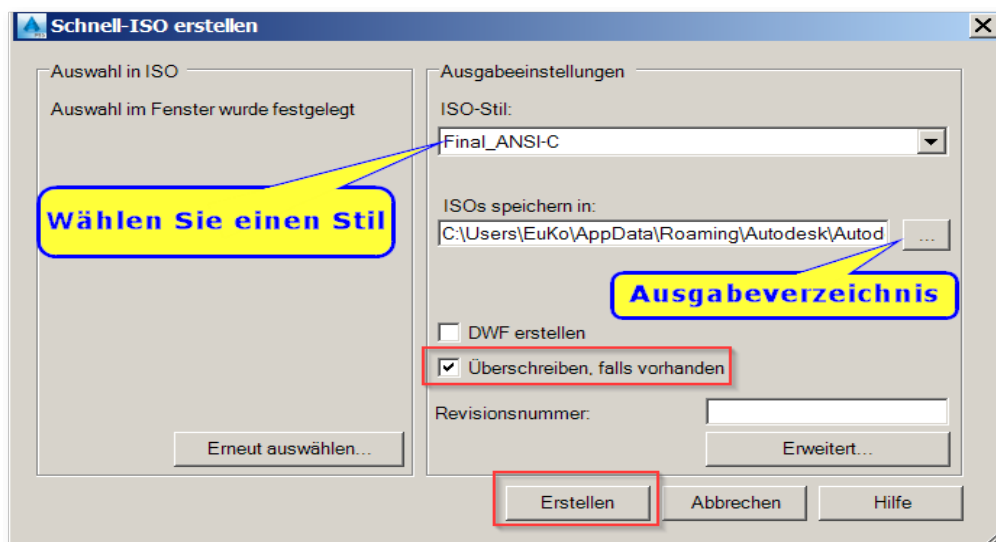 Schnell-ISO erstellen
Auswahl in ISO
Auswahl im Fenster wurde festgelegt
Wählen Sie einen Stil
Erneut auswählen...
Ausgabeeinstellungen
ISO-Stil:
Final_ANSI-C
ISOs speichern in:
C:\Users\EuKo\AppData\Roaming\Autodesk\Autod
...
Ausgabeverzeichnis
DWF erstellen
Überschreiben, falls vorhanden
Revisionsnummer:
Erweitert...
Erstellen
Abbrechen
Hilfe